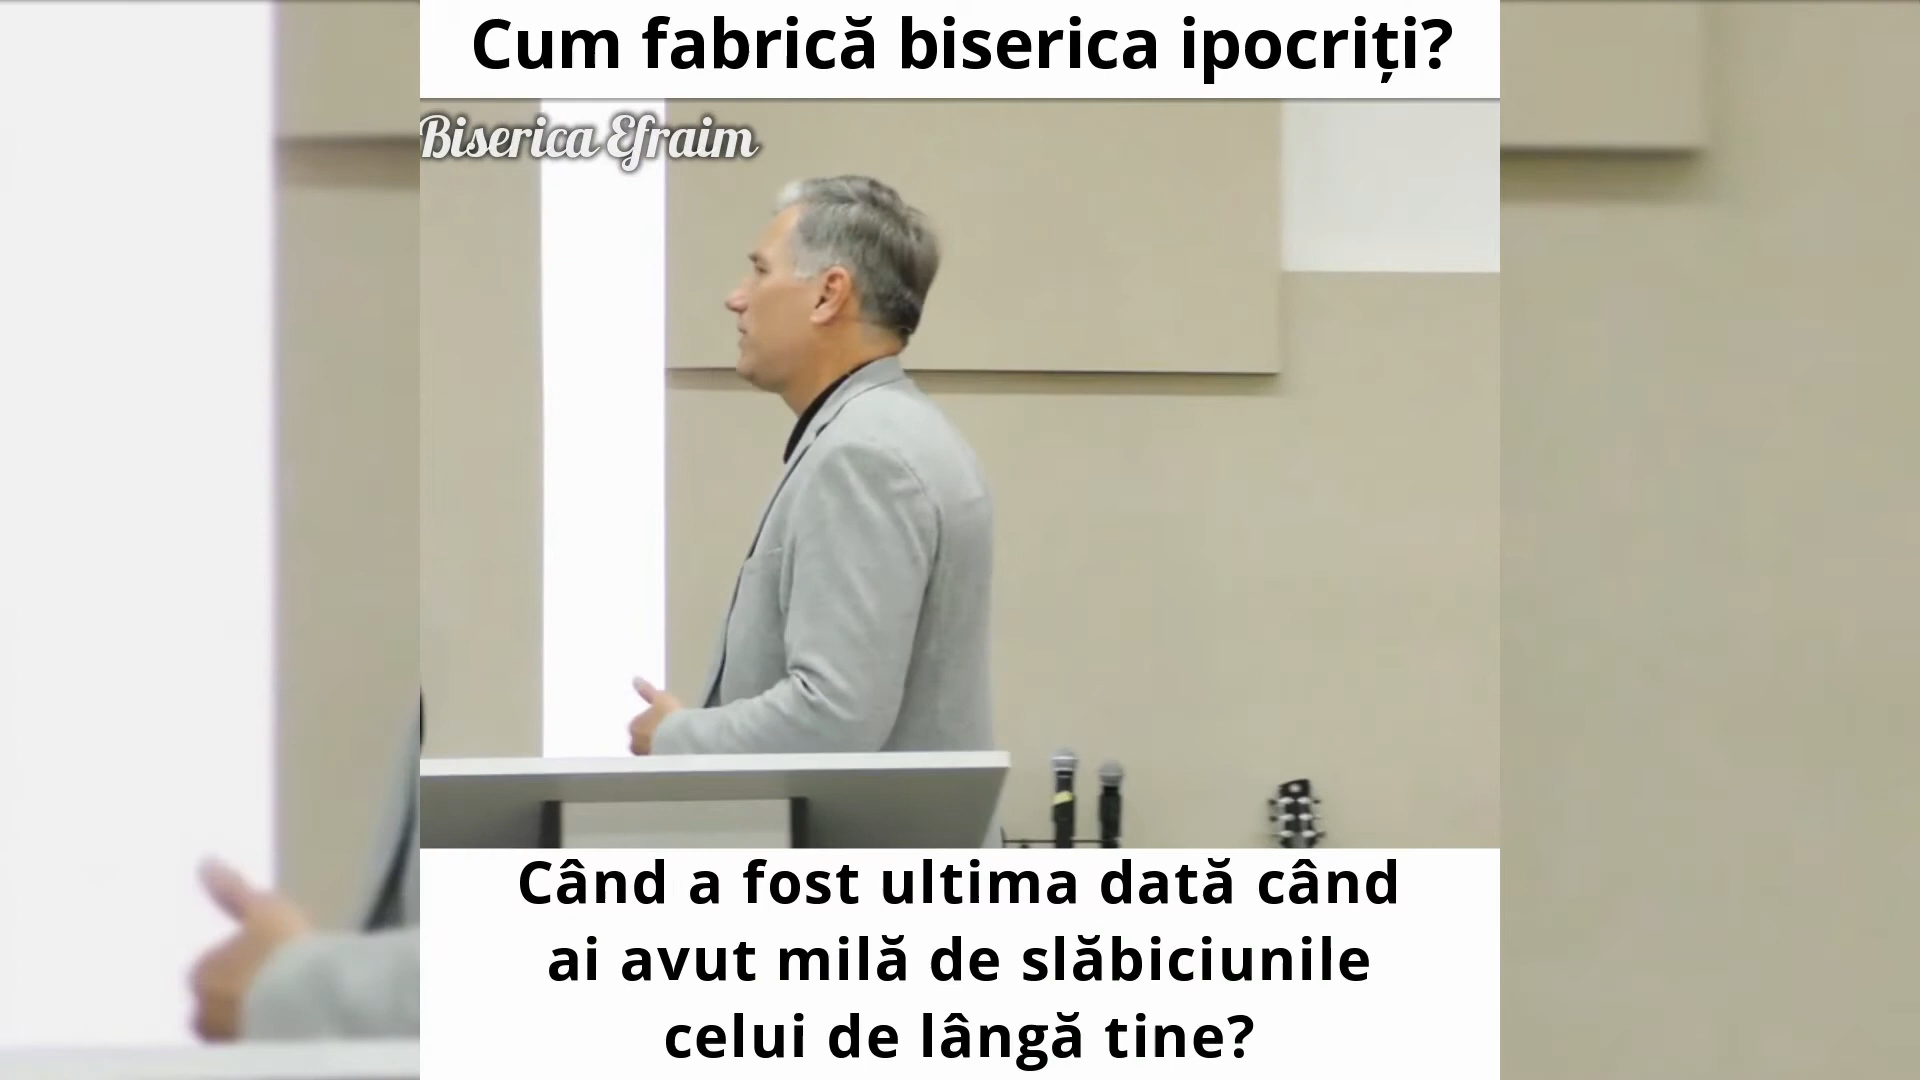 Cum fabrică biserica ipocriți?
Biserica Efraim
Când a fost ultima dată când
ai avut milă de slăbiciunile
celui de lângă tine?